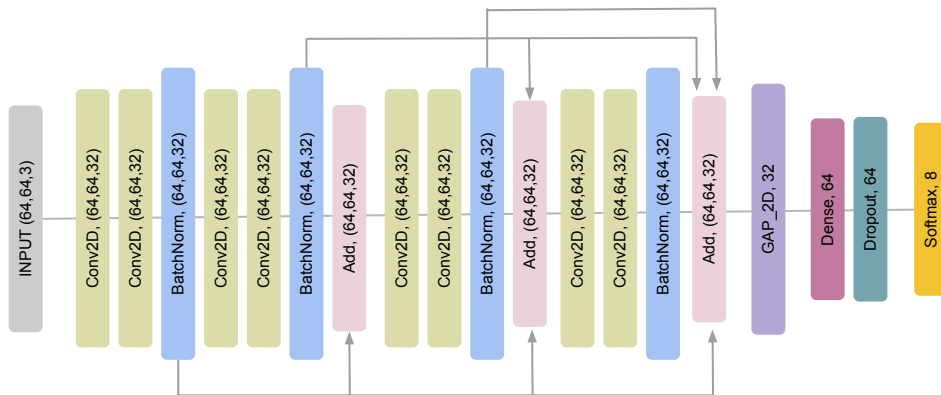 INPUT (64,64,3)
Conv2D, (64,64,32)
Conv2D, (64,64,32)
BatchNorm, (64,64,32)
Conv2D, (64,64,32)
Conv2D, (64,64,32)
BatchNorm, (64,64,32)
Add, (64,64,32)
Conv2D, (64,64,32)
Conv2D, (64,64,32)
BatchNorm, (64,64,32)
Add, (64,64,32)
Conv2D, (64,64,32)
Conv2D, (64,64,32)
BatchNorm, (64,64,32)
Add, (64,64,32)
GAP_2D, 32
Dense, 64
Dropout, 64
Softmax, 8